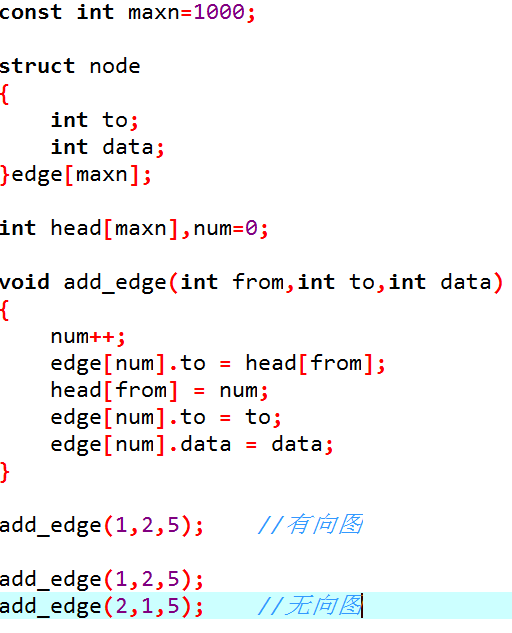 const int maxn=1000;
struct node
{
    int to;
    int data;
}edge[maxn];
int head[maxn],num=0;
void add_edge(int from,int to,int data)
{
    num++;
    edge[num].to = head[from];
    head[from] = num;
    edge[num].to = to;
    edge[num].data = data;
}
add_edge(1,2,5);    //有向图
add_edge(1,2,5);
add_edge(2,1,5);    //无向图